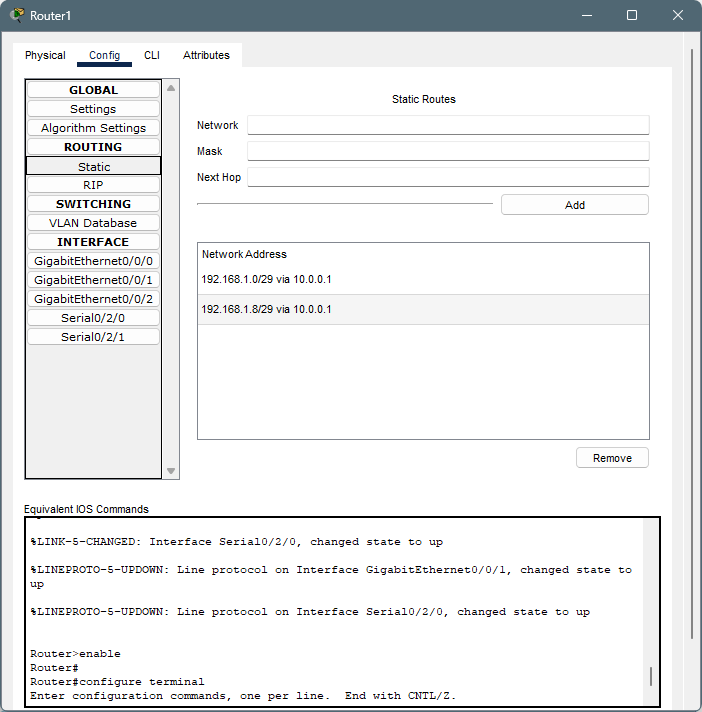 Router1
Physical Config CLI Attributes
GLOBAL
Settings
Algorithm Settings
ROUTING
Static
RIP
SWITCHING
VLAN Database
INTERFACE
GigabitEthernet0/0/0
GigabitEthernet0/0/1
GigabitEthernet0/0/2
Serial0/2/0
Serial0/2/1
Static Routes
Network
Mask
Next Hop
Add
Network Address
192.168.1.0/29 via 10.0.0.1
192.168.1.8/29 via 10.0.0.1
Remove
Equivalent IOS Commands
%LINK-5-CHANGED: Interface Serial0/2/0, changed state to up
%LINEPROTO-5-UPDOWN: Line protocol on Interface GigabitEthernet0/0/1, changed state to
up
%LINEPROTO-5-UPDOWN: Line protocol on Interface Serial0/2/0, changed state to up
Router>enable
Router#
Router#configure terminal
Enter configuration commands, one per line.  End with CNTL/Z.